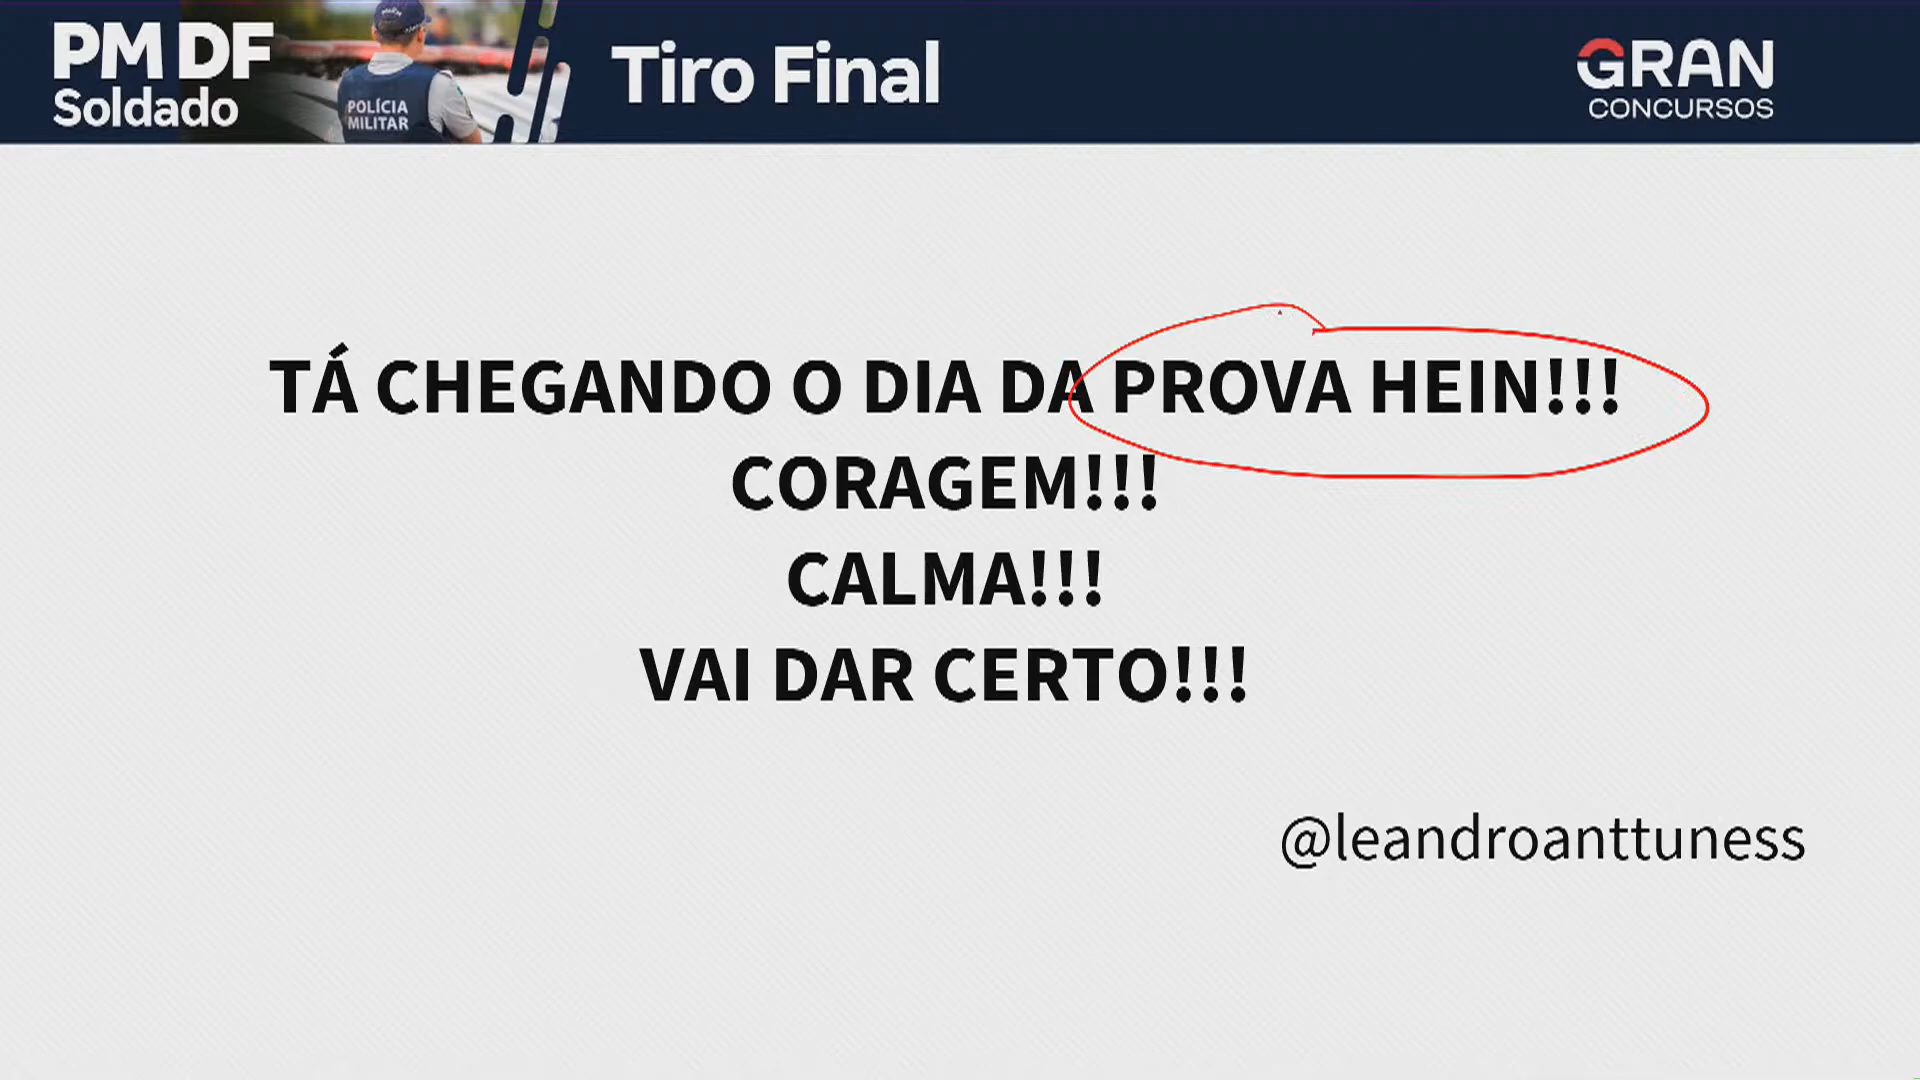 PM DF
Soldado
POLÍCIA
MILITAR
Tiro Final
GRAN
CONCURSOS
TÁ CHEGANDO O DIA DA PROVA HEIN!!!
CORAGEM!!!
CALMA!!!
VAI DAR CERTO!!!
@leandroanttuness